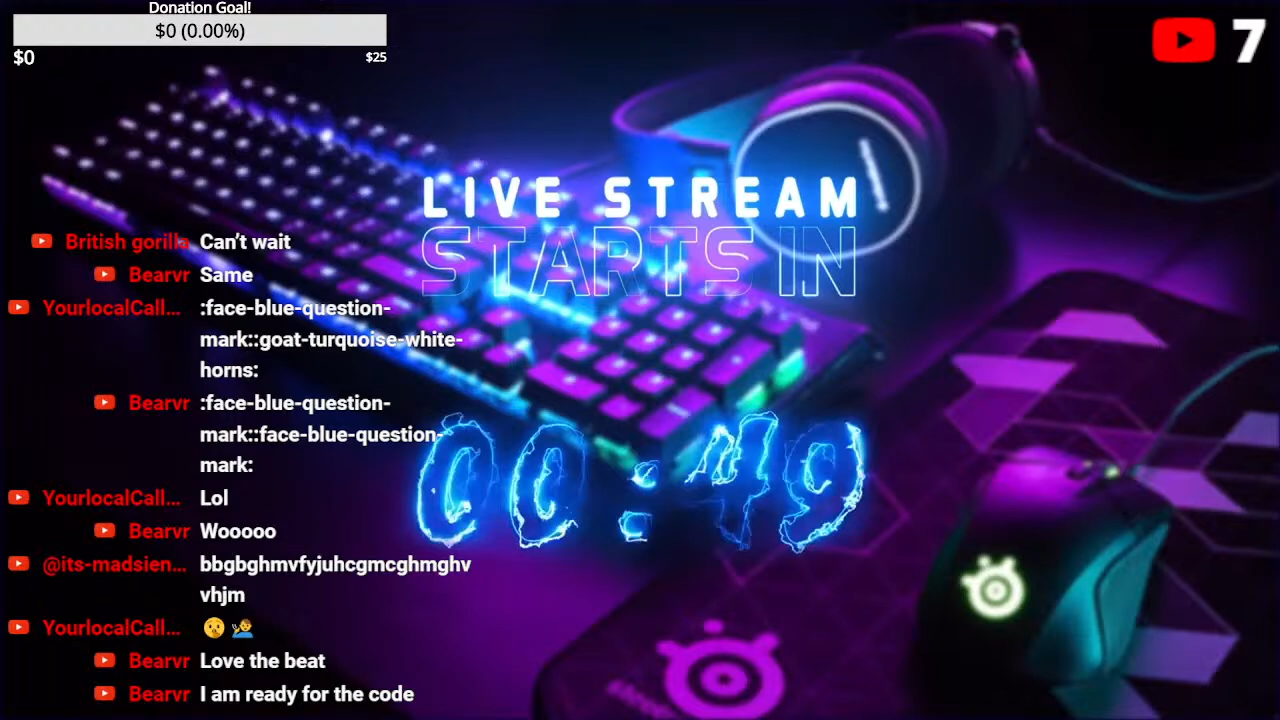 Donation Goal!
$0 (0.00%)
$0
$25
7
LIVE STREAM
STARTS IN
00:49
British gorilla Can’t wait
Bearvr Same
YourlocalCall... :face-blue-question-
mark::goat-turquoise-white-
horns:
Bearvr :face-blue-question-
mark::face-blue-question-
mark:
YourlocalCall... Lol
Bearvr Wooooo
@its-madsien... bbgbghmvfyjuhcgmcghmghv
vhjm
YourlocalCall... 🤫 🙋
Bearvr Love the beat
Bearvr I am ready for the code